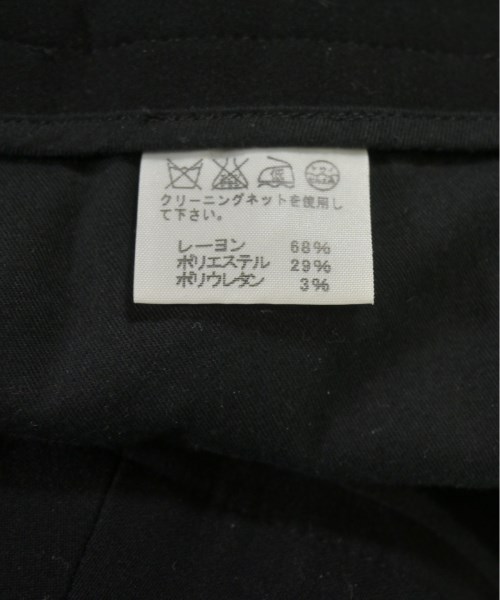 低
クリーニングネットを使用し
て下さい。
レーヨン 68%
ポリエステル 29%
ポリウレタン 3%